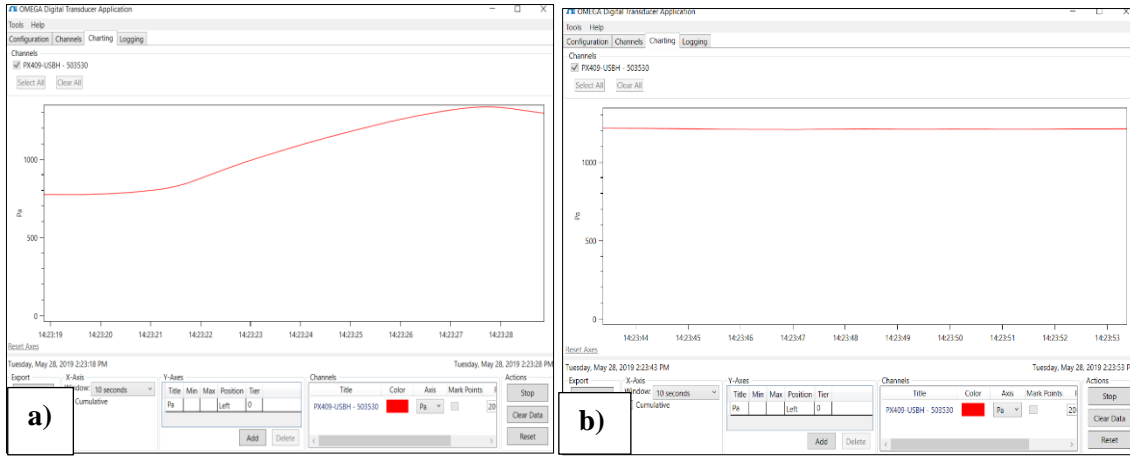 OMEGA Digital Transducer Application
Tools Help
Configuration Channels Charting Logging
Channels
PX409-USBH - 503530
Select All Clear All
1000
Pa
500
0
14:23:19 14:23:20 14:23:21 14:23:22 14:23:23 14:23:24 14:23:25 14:23:26 14:23:27 14:23:28
Reset Axes
Tuesday, May 28, 2019 2:23:18 PM Tuesday, May 28, 2019 2:23:28 PM
Export X-Axis Y-Axes Channels Actions
Window: 10 seconds
Cumulative
Title Min Max Position Tier
Pa Left 0
Add Delete
Title Color Axis Mark Points
PX409-USBH - 503530 Pa 20
Stop
Clear Data
Reset
a)
OMEGA Digital Transducer Application
Tools Help
Configuration Channels Charting Logging
Channels
PX409-USBH - 503530
Select All Clear All
1000
Pa
500
0
14:23:44 14:23:45 14:23:46 14:23:47 14:23:48 14:23:49 14:23:50 14:23:51 14:23:52 14:23:53
Reset Axes
Tuesday, May 28, 2019 2:23:43 PM Tuesday, May 28, 2019 2:23:53 P
Export X-Axis Y-Axes Channels Actions
Window: 10 seconds
Cumulative
Title Min Max Position Tier
Pa Left 0
Add Delete
Title Color Axis Mark Points
PX409-USBH - 503530 Pa 20
Stop
Clear Data
Reset
b)